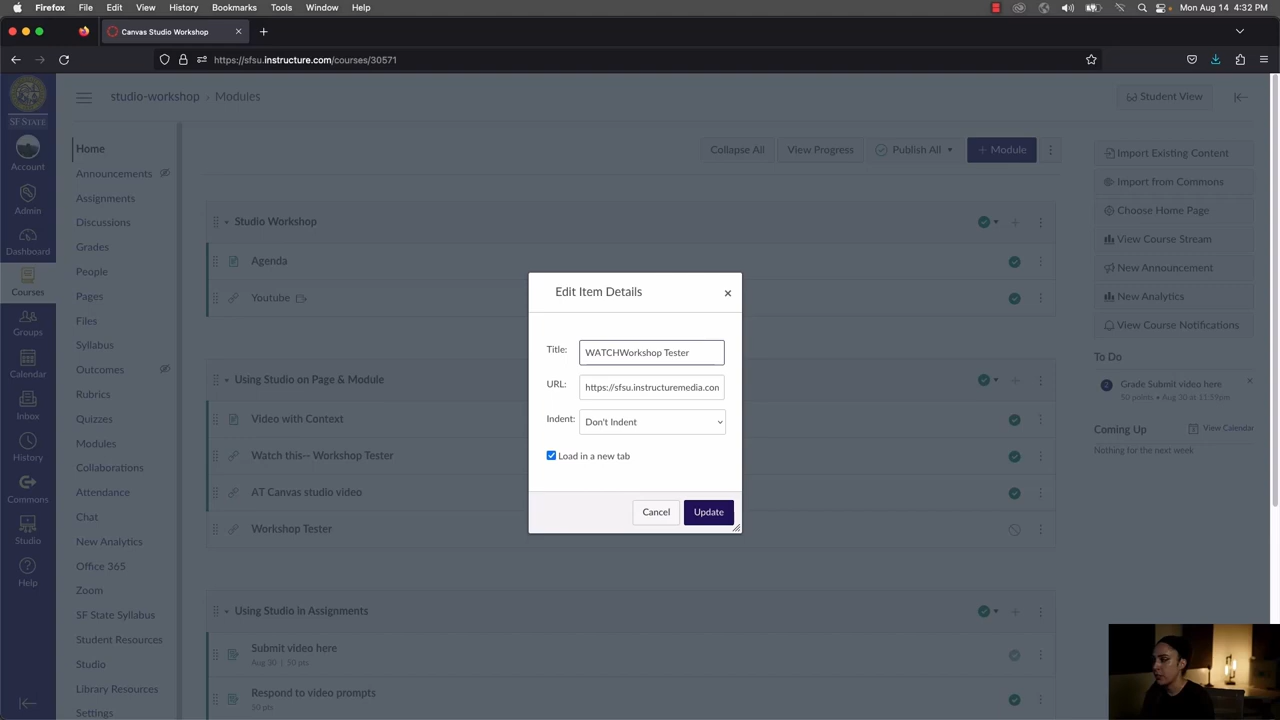 Firefox File Edit View History Bookmarks Tools Window Help Mon Aug 14 4:32 PM
Canvas Studio Workshop
https://sfsu.instructure.com/courses/30571
SF STATE
Account
Admin
Dashboard
Courses
Groups
Calendar
Inbox
History
Commons
Studio
Help
studio-workshop › Modules
Student View
Home
Announcements
Assignments
Discussions
Grades
People
Pages
Files
Syllabus
Outcomes
Rubrics
Quizzes
Modules
Collaborations
Attendance
Chat
New Analytics
Office 365
Zoom
SF State Syllabus
Student Resources
Studio
Library Resources
Settings
Collapse All View Progress Publish All + Module
Studio Workshop
Agenda
Youtube
Using Studio on Page & Module
Video with Context
Watch this-- Workshop Tester
AT Canvas studio video
Workshop Tester
Using Studio in Assignments
Submit video here
Aug 30 | 50 pts
Respond to video prompts
50 pts
Edit Item Details
Title: WATCHWorkshop Tester
URL: https://sfsu.instructuremedia.con
Indent: Don't Indent
Load in a new tab
Cancel Update
Import Existing Content
Import from Commons
Choose Home Page
View Course Stream
New Announcement
New Analytics
View Course Notifications
To Do
2 Grade Submit video here
50 points • Aug 30 at 11:59pm
Coming Up View Calendar
Nothing for the next week